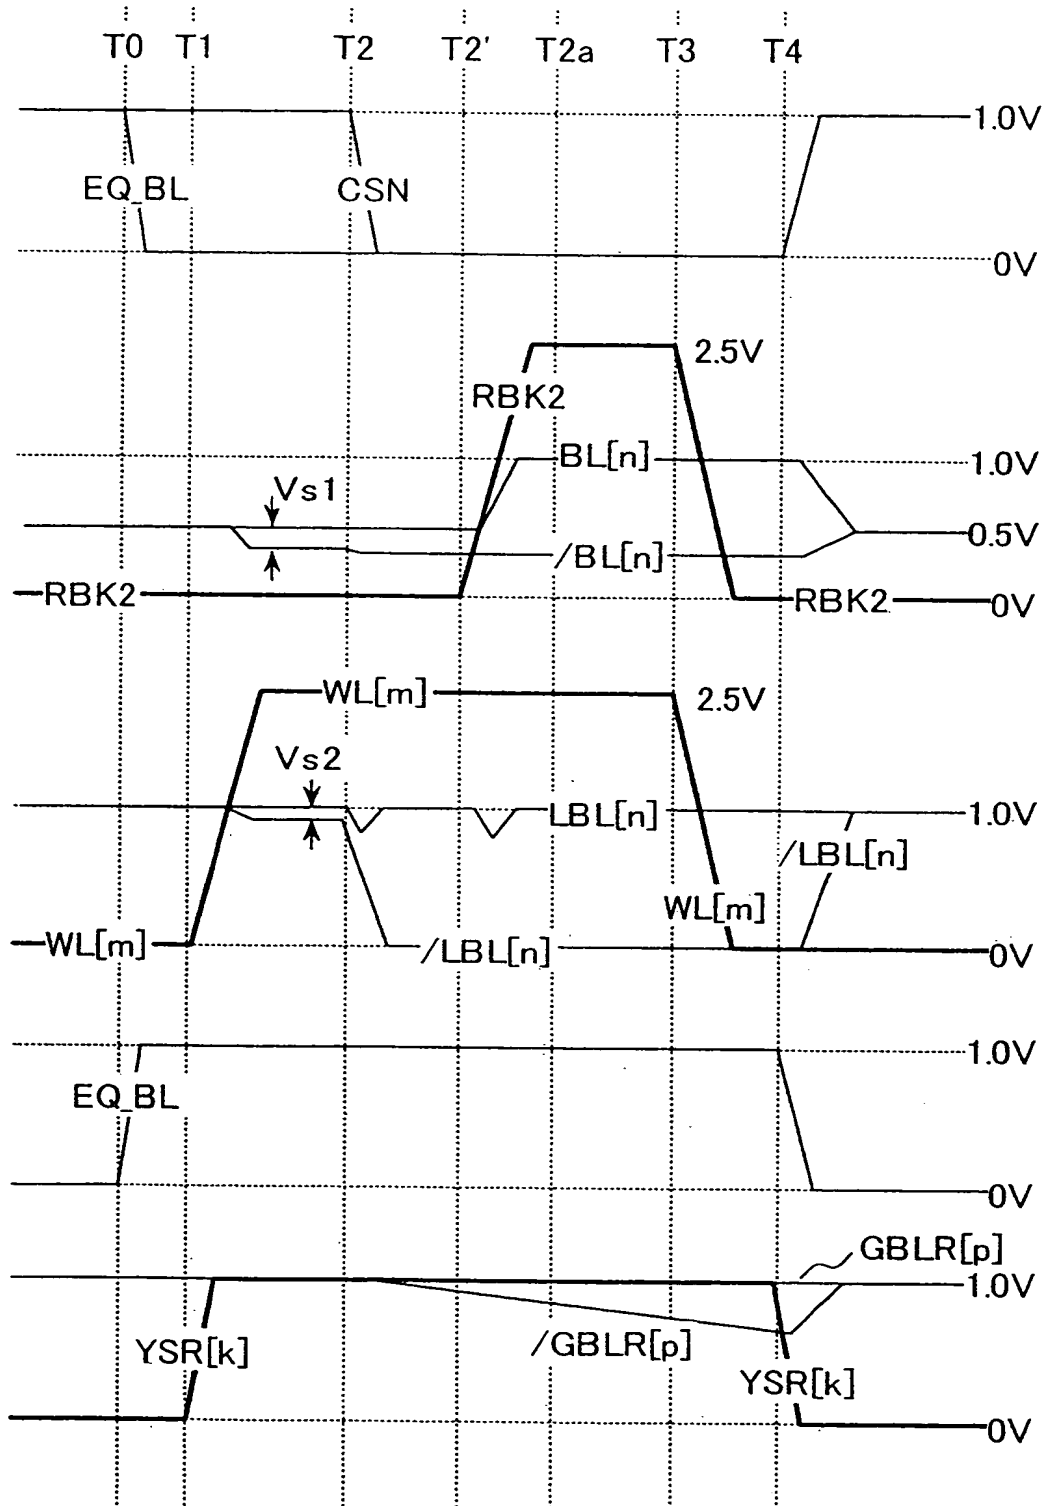 T0 T1 T2 T2' T2a T3 T4
1.0V
EQ_BL CSN
0V
2.5V
RBK2
BL[n] 1.0V
Vs1
0.5V
/BL[n]
RBK2 RBK2 0V
WL[m] 2.5V
Vs2
LBL[n] 1.0V
/LBL[n]
WL[m]
WL[m] /LBL[n] 0V
1.0V
EQ_BL
0V
GBLR[p]
1.0V
YSR[k] /GBLR[p]
YSR[k]
0V